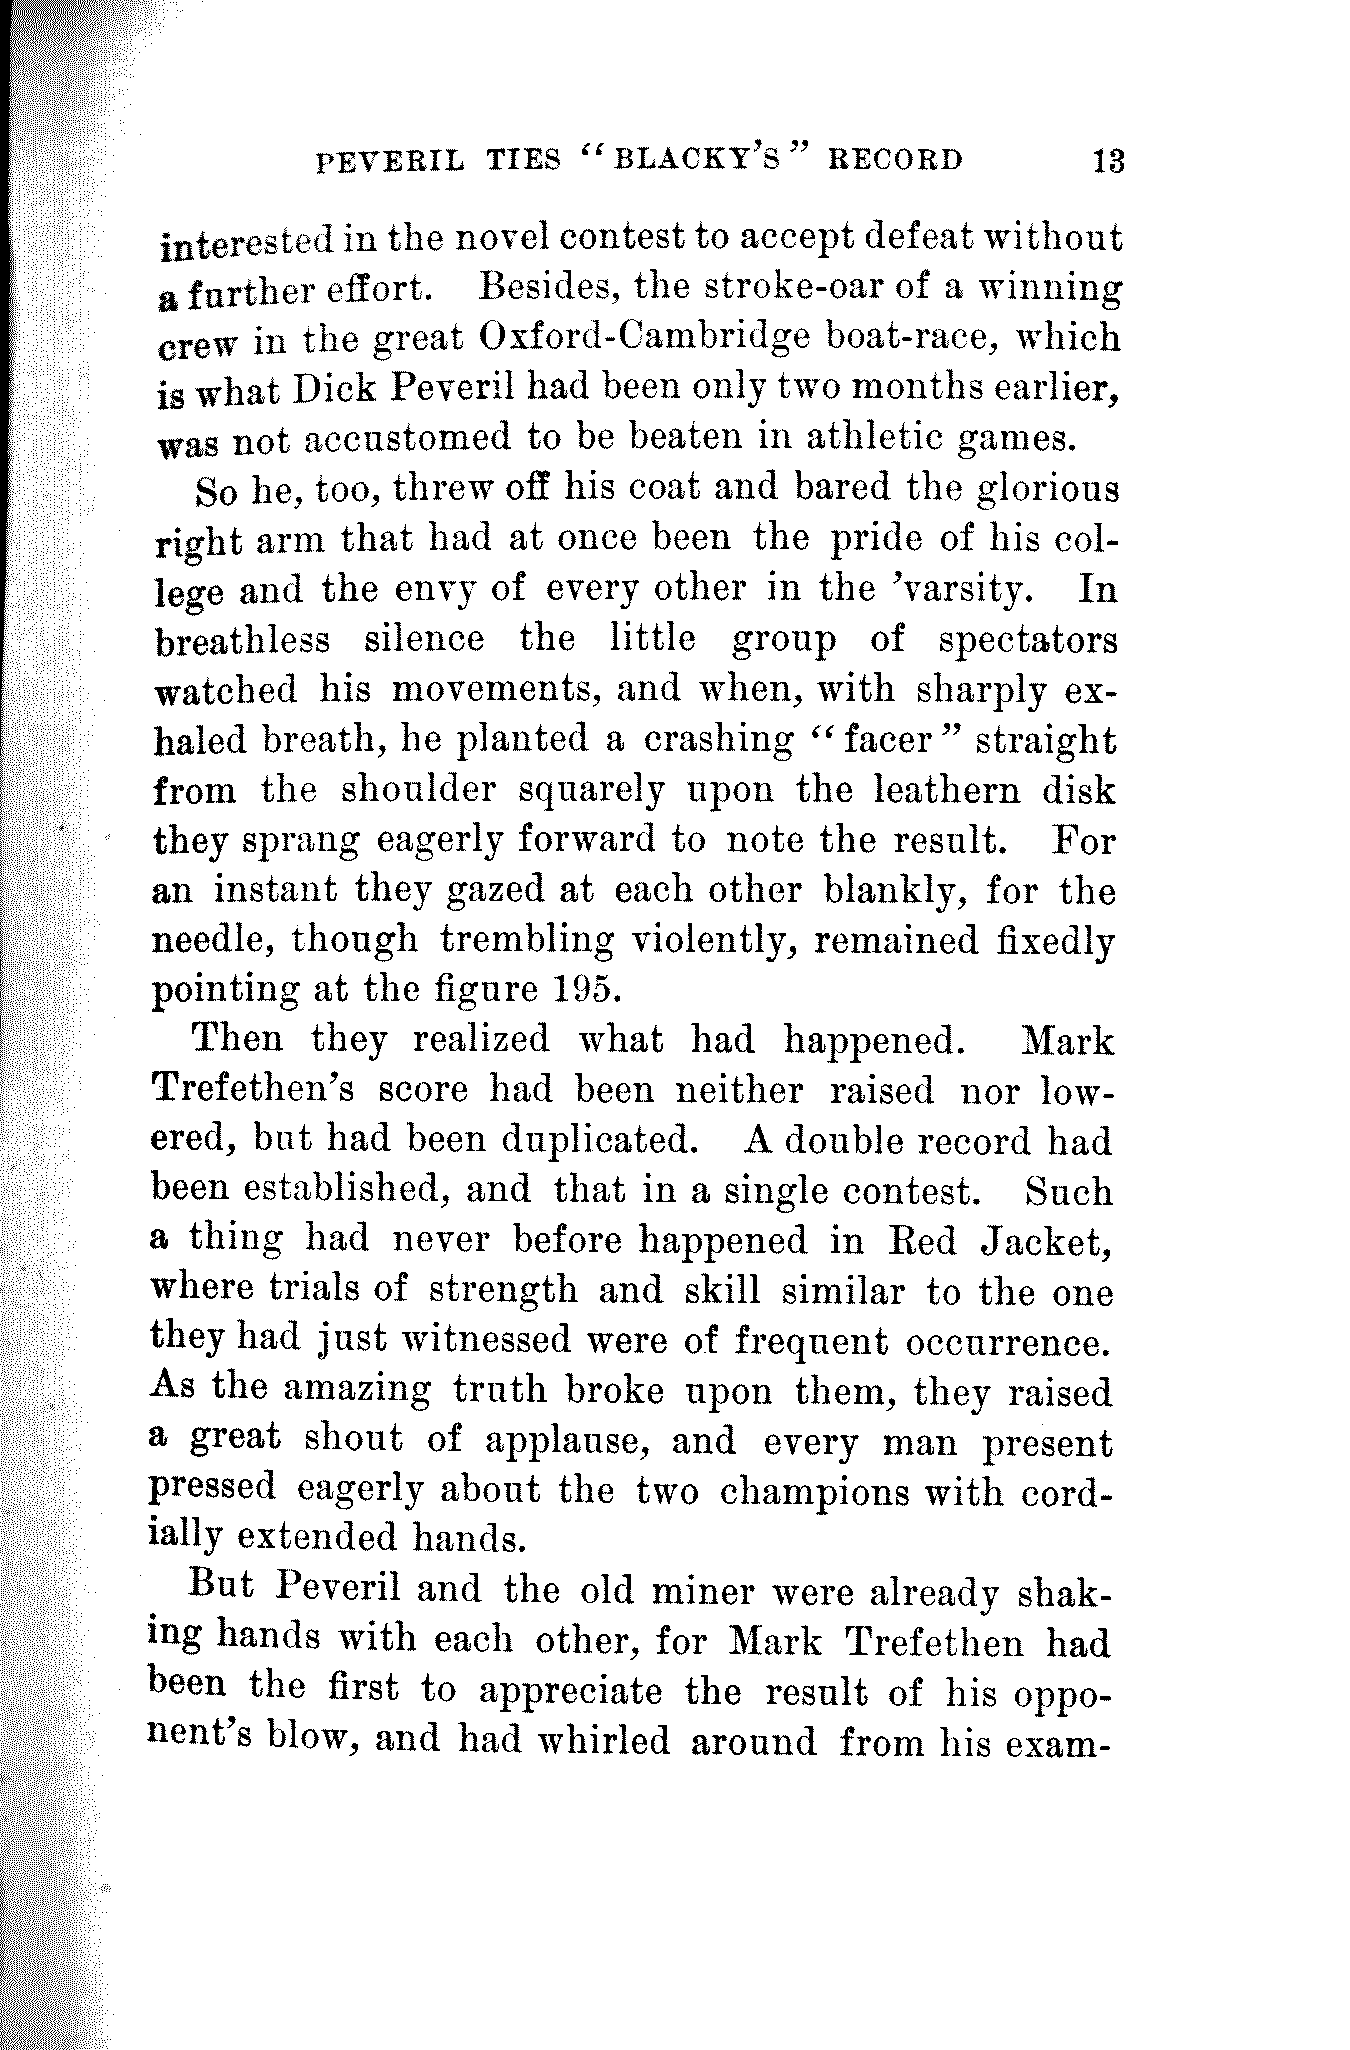 PEVERIL TIES “BLACKY’S” RECORD 13
interested in the novel contest to accept defeat without
a further effort. Besides, the stroke-oar of a winning
crew in the great Oxford-Cambridge boat-race, which
is what Dick Peveril had been only two months earlier,
was not accustomed to be beaten in athletic games.
So he, too, threw off his coat and bared the glorious
right arm that had at once been the pride of his col-
lege and the envy of every other in the ’varsity. In
breathless silence the little group of spectators
watched his movements, and when, with sharply ex-
haled breath, he planted a crashing “facer” straight
from the shoulder squarely upon the leathern disk
they sprang eagerly forward to note the result. For
an instant they gazed at each other blankly, for the
needle, though trembling violently, remained fixedly
pointing at the figure 195.
Then they realized what had happened. Mark
Trefethen’s score had been neither raised nor low-
ered, but had been duplicated. A double record had
been established, and that in a single contest. Such
a thing had never before happened in Red Jacket,
where trials of strength and skill similar to the one
they had just witnessed were of frequent occurrence.
As the amazing truth broke upon them, they raised
a great shout of applause, and every man present
pressed eagerly about the two champions with cord-
ially extended hands.
But Peveril and the old miner were already shak-
ing hands with each other, for Mark Trefethen had
been the first to appreciate the result of his oppo-
nent’s blow, and had whirled around from his exam-